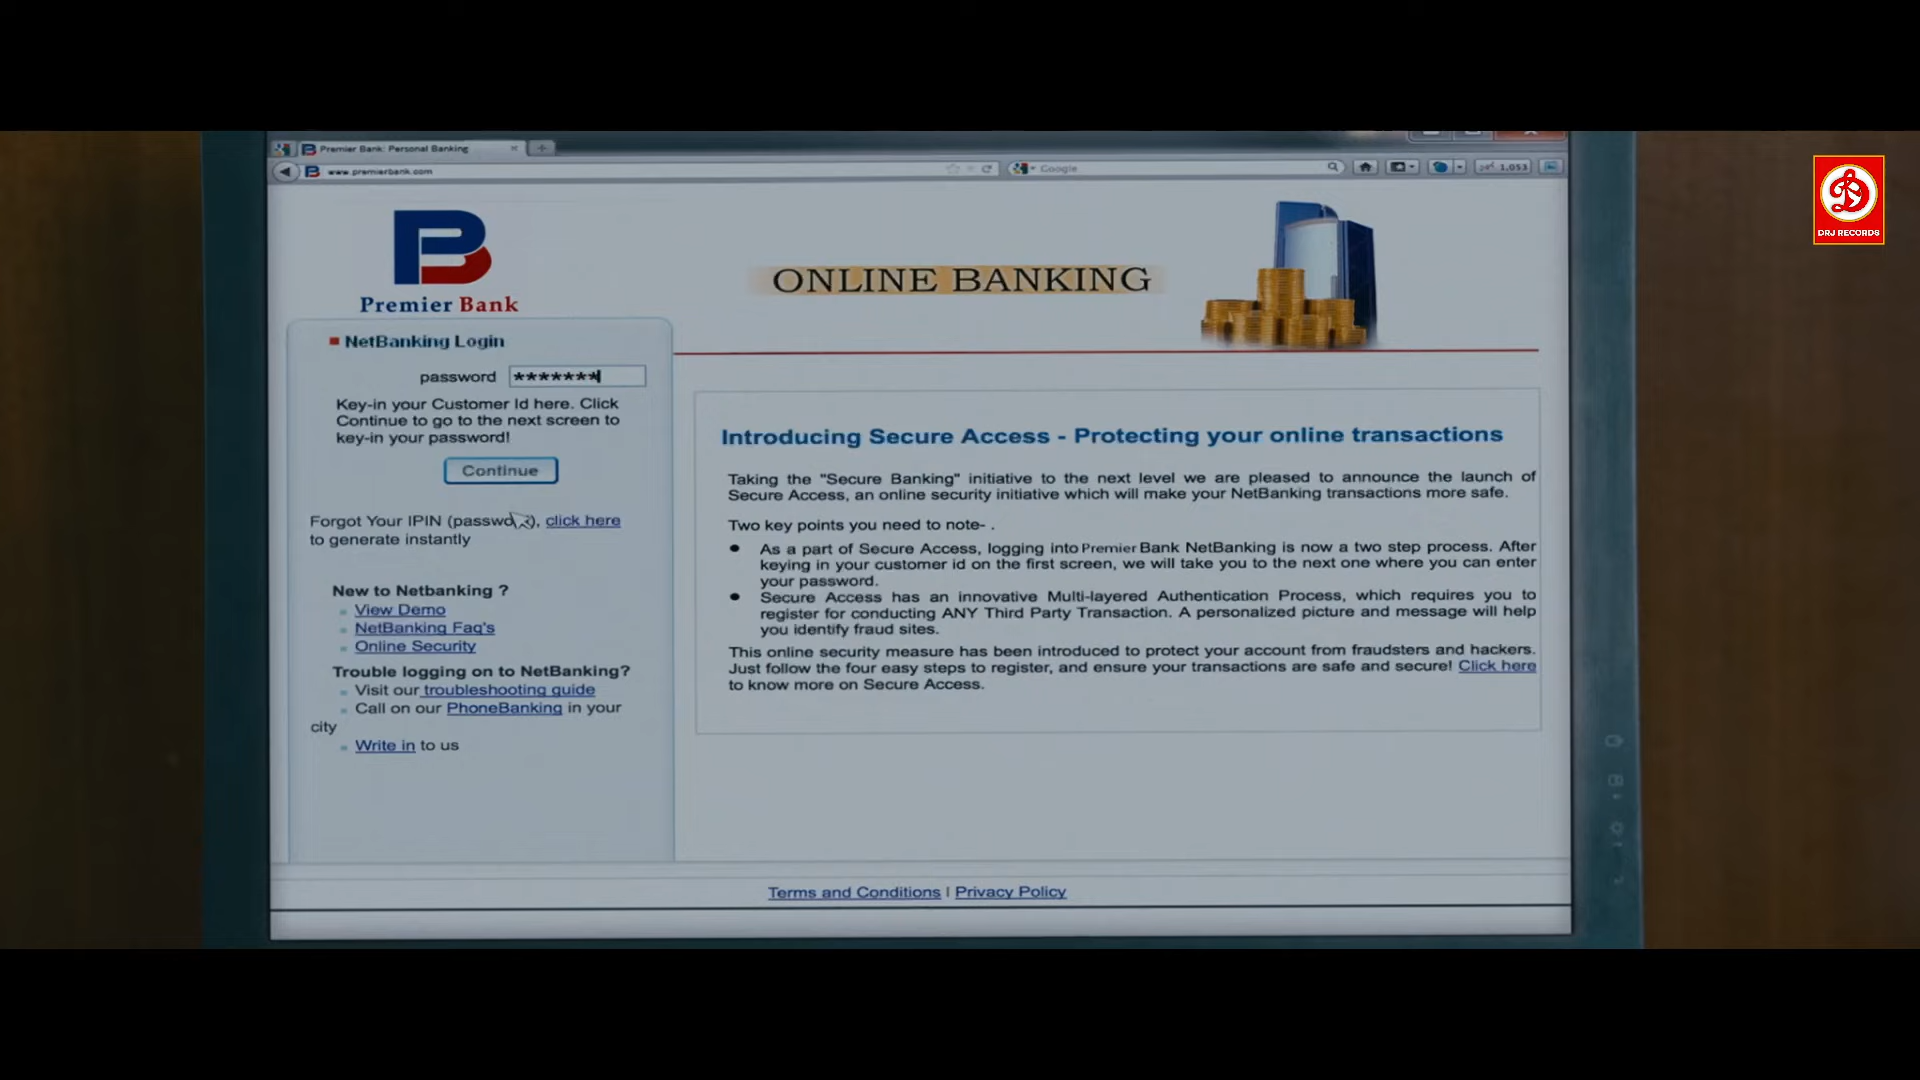 Premier Bank: Personal Banking
www.premierbank.com
Google
1,053
Premier Bank
ONLINE BANKING
DRJ RECORDS
NetBanking Login
password *******
Key-in your Customer Id here. Click
Continue to go to the next screen to
key-in your password!
Continue
Forgot Your IPIN (password), click here
to generate instantly
New to Netbanking ?
View Demo
NetBanking Faq's
Online Security
Trouble logging on to NetBanking?
Visit our troubleshooting guide
Call on our PhoneBanking in your
city
Write in to us
Introducing Secure Access - Protecting your online transactions
Taking the "Secure Banking" initiative to the next level we are pleased to announce the launch of
Secure Access, an online security initiative which will make your NetBanking transactions more safe.
Two key points you need to note- .
As a part of Secure Access, logging into Premier Bank NetBanking is now a two step process. After
keying in your customer id on the first screen, we will take you to the next one where you can enter
your password.
Secure Access has an innovative Multi-layered Authentication Process, which requires you to
register for conducting ANY Third Party Transaction. A personalized picture and message will help
you identify fraud sites.
This online security measure has been introduced to protect your account from fraudsters and hackers.
Just follow the four easy steps to register, and ensure your transactions are safe and secure! Click here
to know more on Secure Access.
Terms and Conditions | Privacy Policy